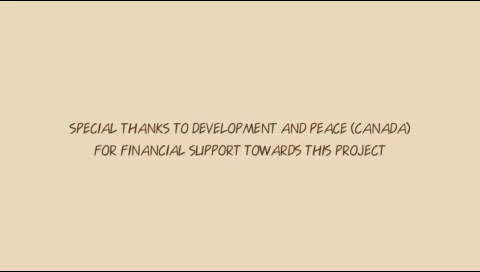 SPECIAL THANKS TO DEVELOPMENT AND PEACE (CANADA)
FOR FINANCIAL SUPPORT TOWARDS THIS PROJECT